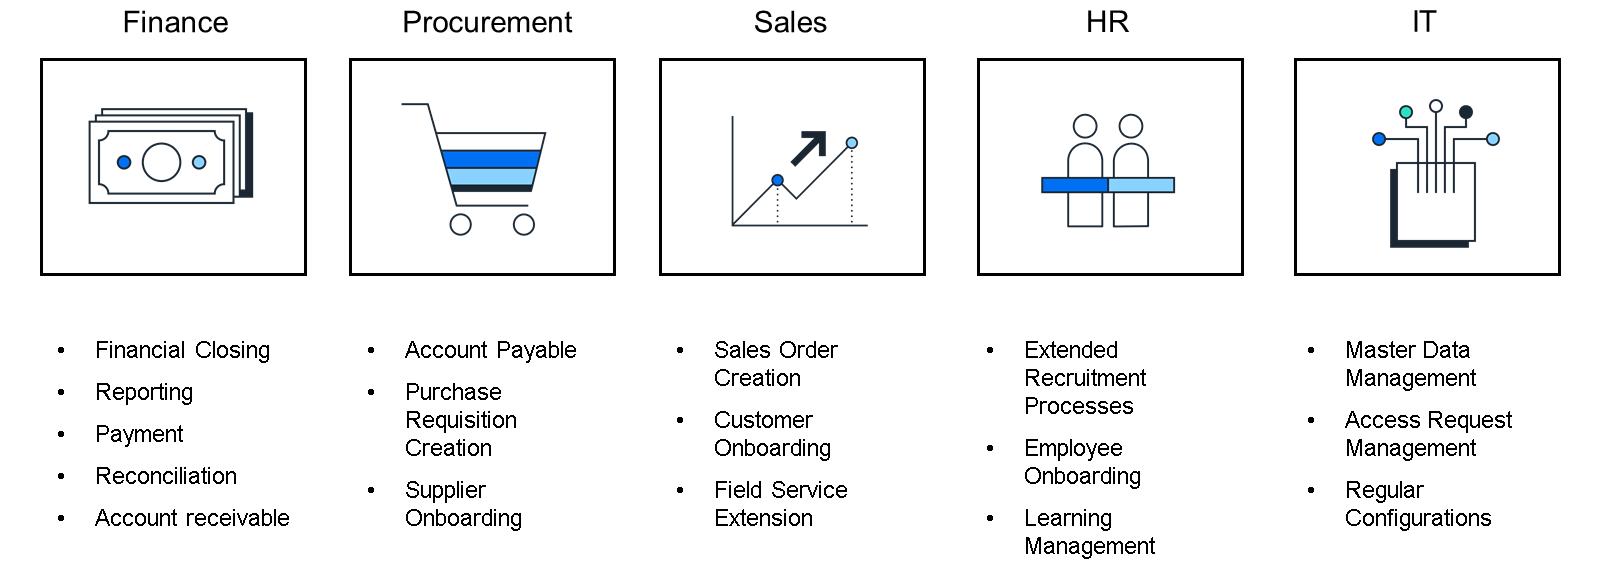 Finance
Procurement
Sales
HR
IT
• Financial Closing
• Reporting
• Payment
• Reconciliation
• Account receivable
• Account Payable
• Purchase
Requisition
Creation
• Supplier
Onboarding
• Sales Order
Creation
• Customer
Onboarding
• Field Service
Extension
• Extended
Recruitment
Processes
• Employee
Onboarding
• Learning
Management
• Master Data
Management
• Access Request
Management
• Regular
Configurations